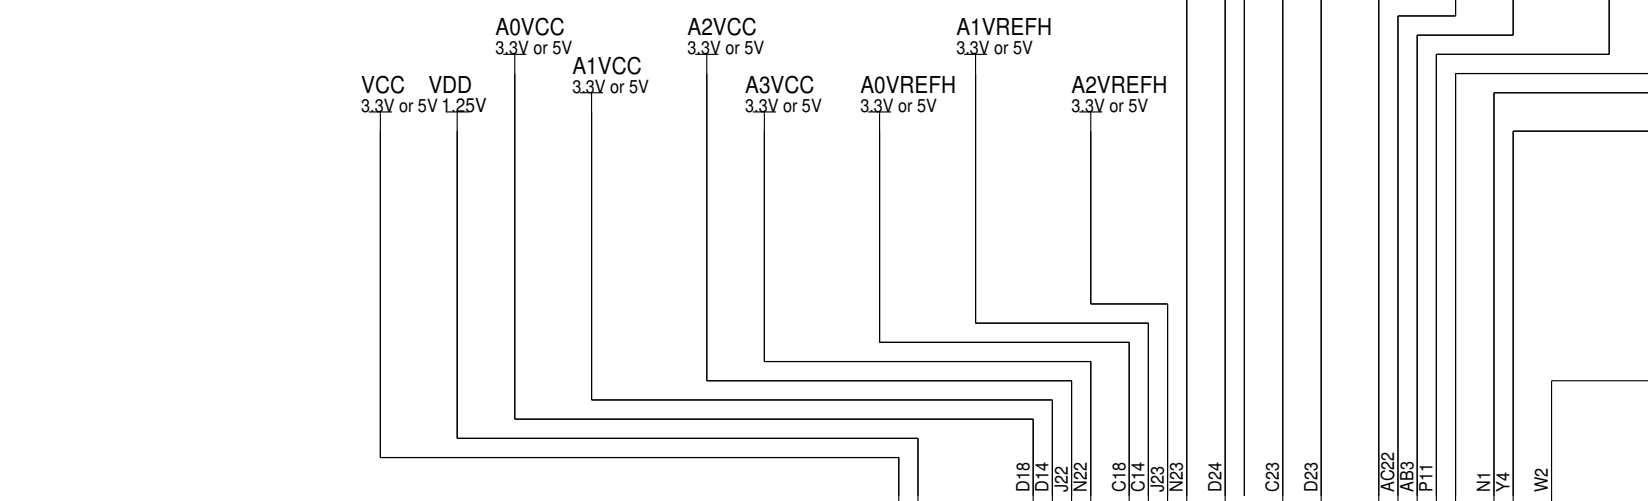 A0VCC
3.3V or 5V
A2VCC
3.3V or 5V
A1VREFH
3.3V or 5V
A1VCC
3.3V or 5V
VCC
3.3V or 5V
VDD
1.25V
A3VCC
3.3V or 5V
A0VREFH
3.3V or 5V
A2VREFH
3.3V or 5V
D18
D14
J22
N22
C18
C14
J23
N23
D24
C23
D23
AC22
AB3
P11
N1
Y4
W2